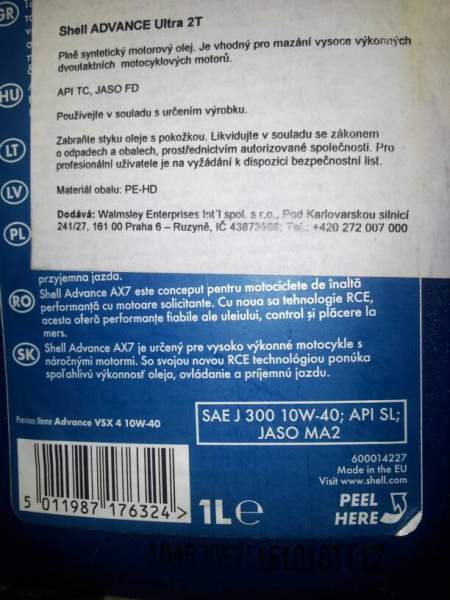 Shell ADVANCE Ultra 2T
Plně syntetický motorový olej. Je vhodný pro mazání vysoce výkonných
dvoutaktních motocyklových motorů.
API TC, JASO FD
Používejte v souladu s určením výrobku.
Zabraňte styku oleje s pokožkou. Likvidujte v souladu se zákonem
o odpadech a obalech, prostřednictvím autorizované společnosti. Pro
profesionální uživatele je na vyžádání k dispozici bezpečnostní list.
Materiál obalu: PE-HD
Dodává: Walmsley Enterprises Int'l spol. s r.o., Pod Karlovarskou silnicí
241/27, 161 00 Praha 6 – Ruzyně, IČ Tel.: +420 272 007 000
GR
HU
LT
LV
PL
przyjemna jazda.
RO Shell Advance AX7 este conceput pentru motociclete de înaltă
performanță cu motoare solicitante. Cu noua sa tehnologie RCE,
acesta oferă performanțe fiabile ale uleiului, control și plăcere la
mers.
SK Shell Advance AX7 je určený pre vysoko výkonné motocykle s
náročnými motormi. So svojou novou RCE technológiou ponúka
spoľahlivú výkonnosť oleja, ovládanie a príjemnú jazdu.
Previous Name Advance VSX 4 10W-40
SAE J 300 10W-40; API SL;
JASO MA2
600014227
Made in the EU
Visit www.shell.com
5 011987 176324 >
1L e
PEEL
HERE